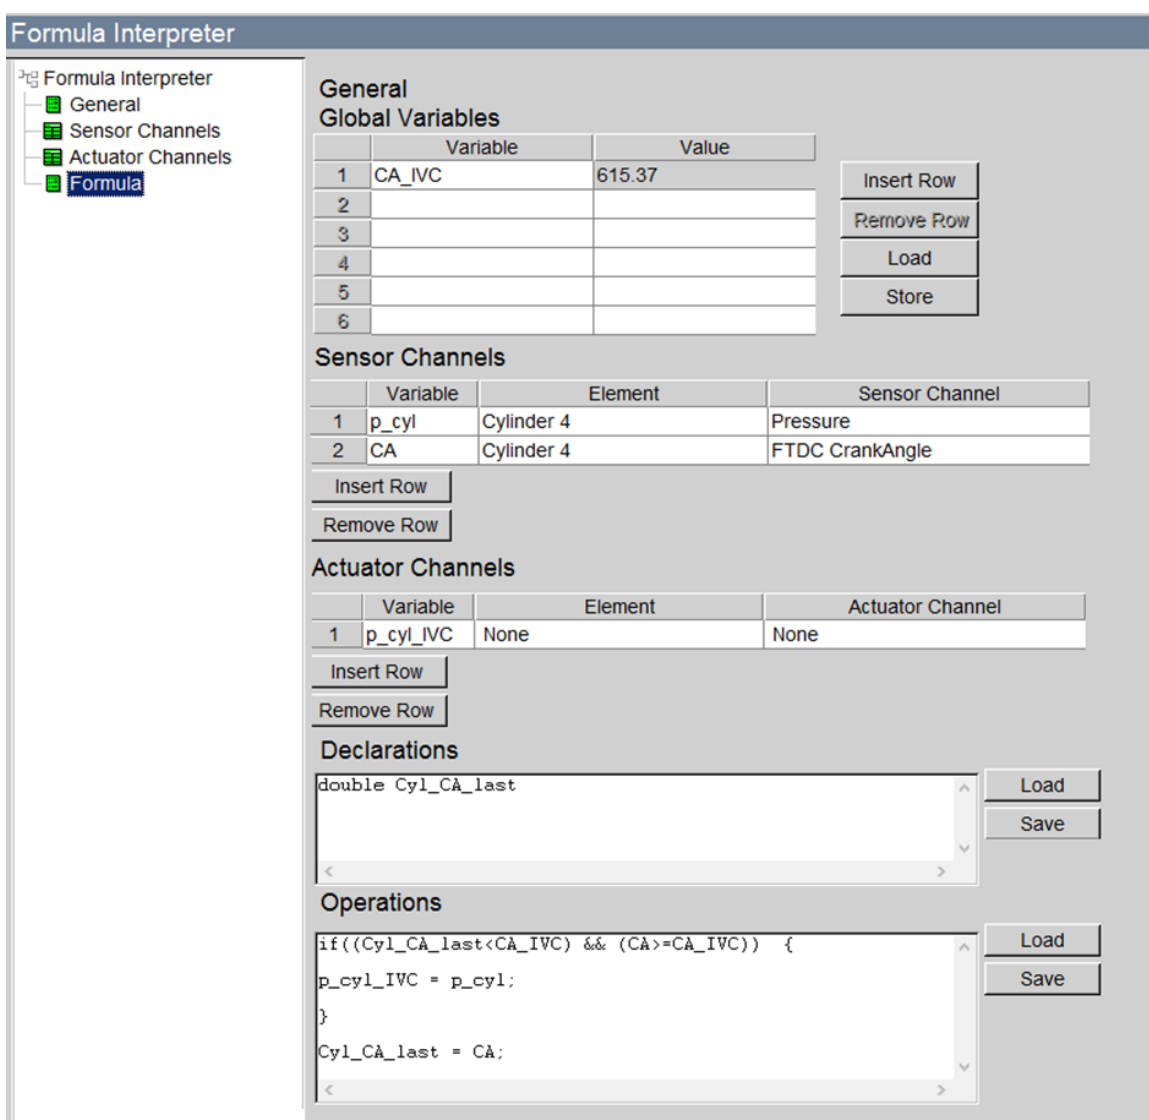 Formula Interpreter
Formula Interpreter
General
Sensor Channels
Actuator Channels
Formula
General
Global Variables
Variable Value
1 CA_IVC 615.37
2
3
4
5
6
Insert Row
Remove Row
Load
Store
Sensor Channels
Variable Element Sensor Channel
1 p_cyl Cylinder 4 Pressure
2 CA Cylinder 4 FTDC CrankAngle
Insert Row
Remove Row
Actuator Channels
Variable Element Actuator Channel
1 p_cyl_IVC None None
Insert Row
Remove Row
Declarations
double Cyl_CA_last
Load
Save
Operations
if((Cyl_CA_last<CA_IVC) && (CA>=CA_IVC)) {
p_cyl_IVC = p_cyl;
}
Cyl_CA_last = CA;
Load
Save